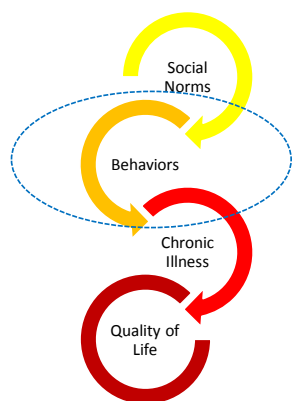 Social
Norms
Behaviors
Chronic
Illness
Quality of
Life